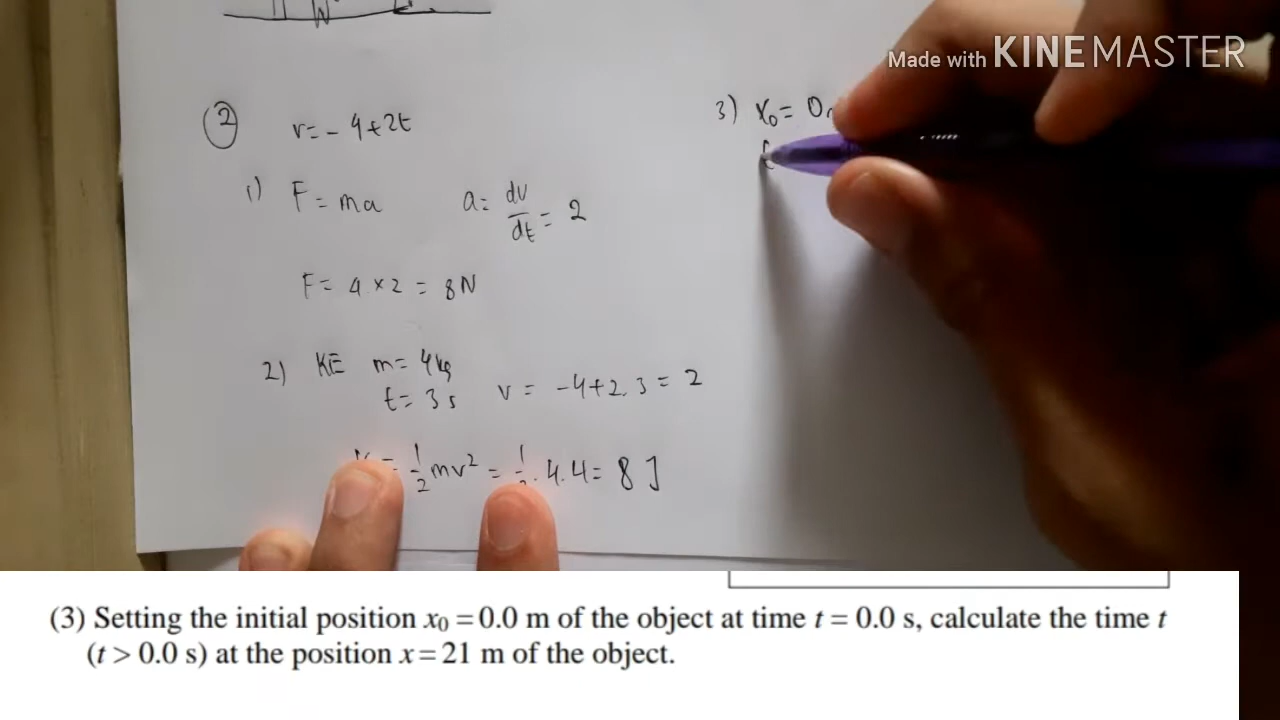 Made with KINEMASTER
② v = - 4 + 2t
1) F = ma a = dv/dt = 2
F = 4 × 2 = 8N
2) KE m = 4kg
t = 3s v = -4+2.3 = 2
= 1/2 mv² = 1/2 . 4.4 = 8 J
3) x₀ = 0
(3) Setting the initial position x₀ = 0.0 m of the object at time t = 0.0 s, calculate the time t
(t > 0.0 s) at the position x = 21 m of the object.